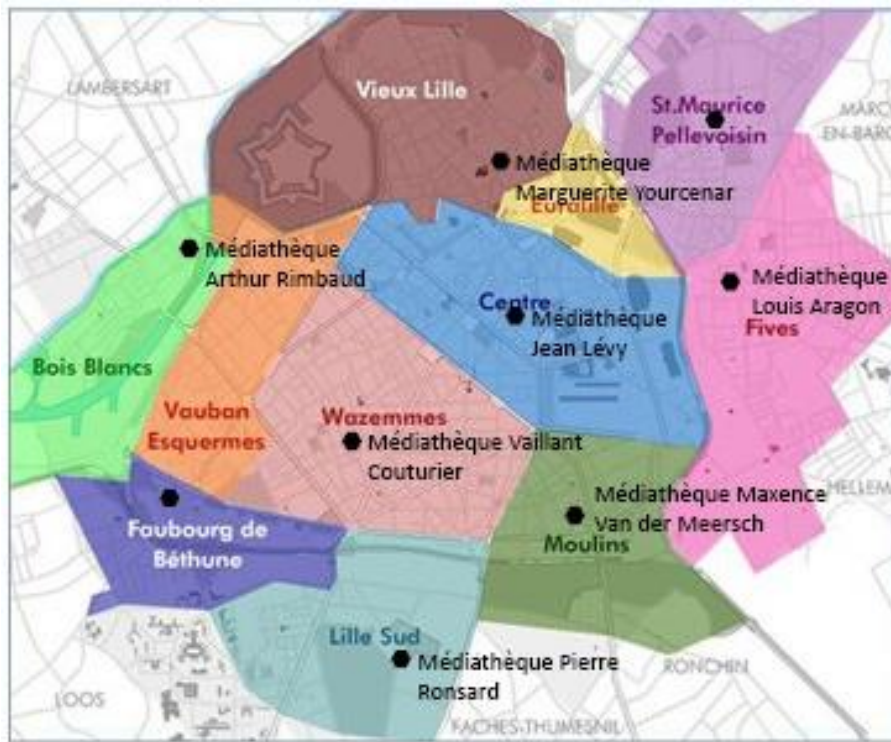 LAMBERSART
Vieux Lille
St.Maurice
Pellevoisin
MARC
EN-BAR
Médiathèque
Marguerite Yourcenar
Euralille
Médiathèque
Arthur Rimbaud
Médiathèque
Louis Aragon
Fives
Centre
Médiathèque
Jean Lévy
Bois Blancs
Vauban
Esquermes
Wazemmes
Médiathèque Vaillant
Couturier
Médiathèque Maxence
Van der Meersch
Moulins
HELLEM
Faubourg de
Béthune
Lille Sud
Médiathèque Pierre
Ronsard
RONCHIN
LOOS
FACHES-THUMESNIL